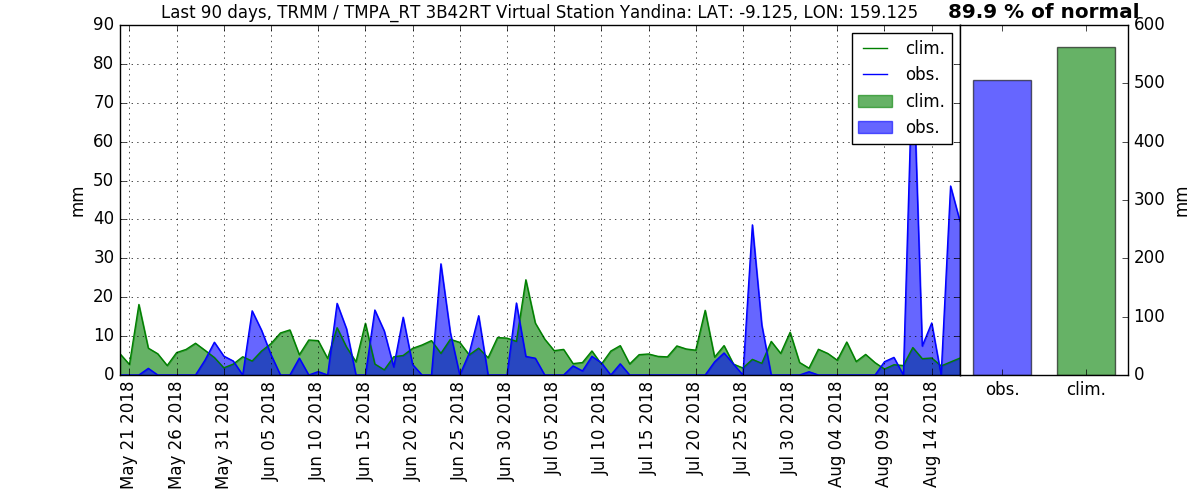 Last 90 days, TRMM / TMPA_RT 3B42RT Virtual Station Yandina: LAT: -9.125, LON: 159.125
89.9 % of normal
90
80
70
60
50
40
30
20
10
0
mm
clim.
obs.
clim.
obs.
600
500
400
300
200
100
0
mm
obs.
clim.
May 21 2018
May 26 2018
May 31 2018
Jun 05 2018
Jun 10 2018
Jun 15 2018
Jun 20 2018
Jun 25 2018
Jun 30 2018
Jul 05 2018
Jul 10 2018
Jul 15 2018
Jul 20 2018
Jul 25 2018
Jul 30 2018
Aug 04 2018
Aug 09 2018
Aug 14 2018